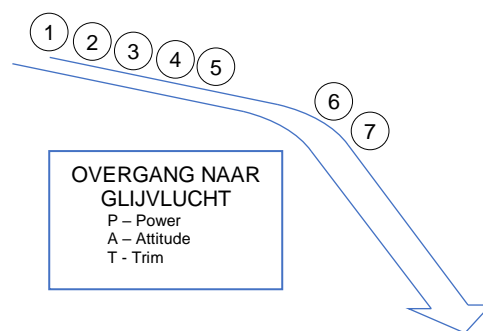 1
2
3
4
5
6
7
OVERGANG NAAR
GLIJVLUCHT
P – Power
A – Attitude
T - Trim